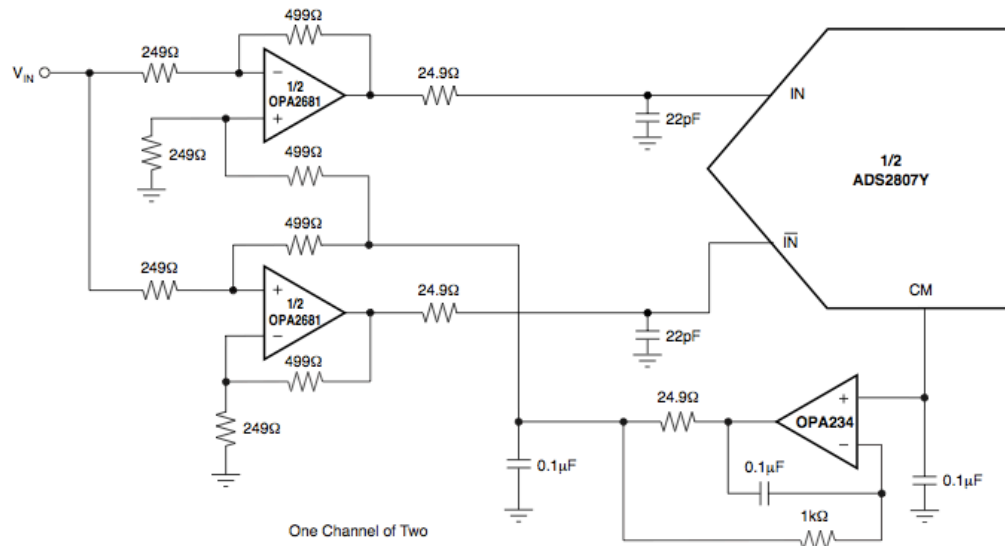 499Ω
249Ω
V_IN
1/2
OPA2681
−
+
24.9Ω
22pF
IN
249Ω
499Ω
1/2
ADS2807Y
499Ω
249Ω
24.9Ω
I̅N̅
+
1/2
OPA2681
−
22pF
CM
499Ω
249Ω
24.9Ω
+
OPA234
−
0.1µF
0.1µF
0.1µF
1kΩ
One Channel of Two